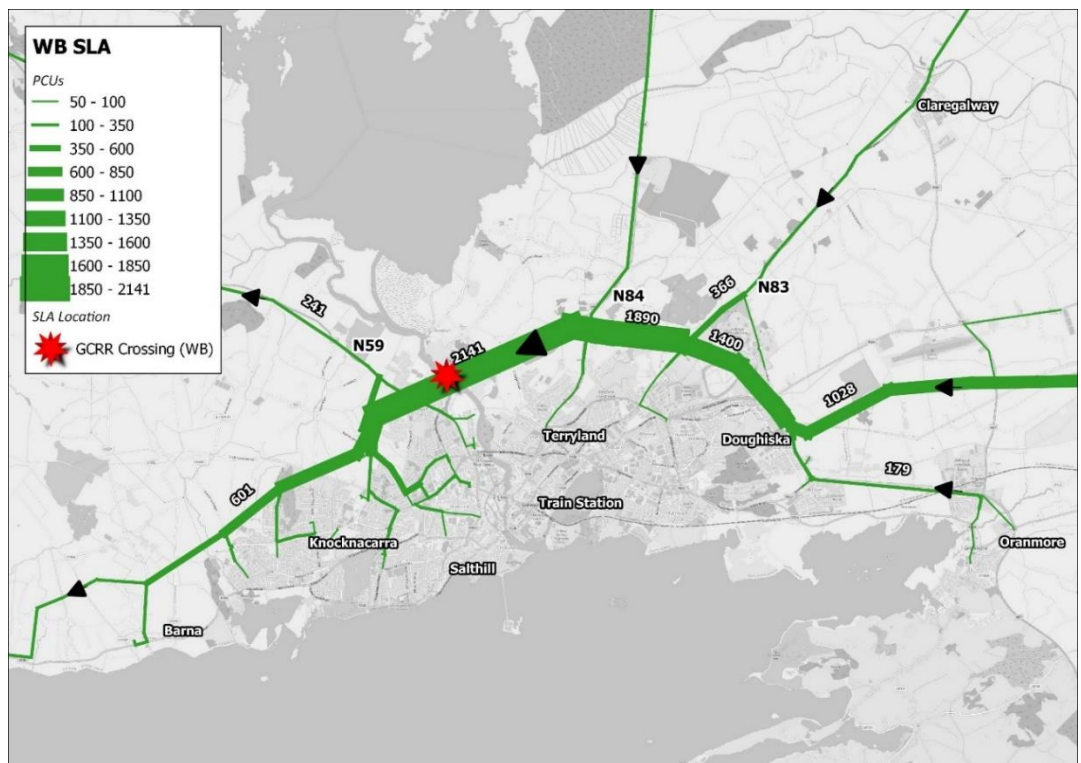 WB SLA
PCUs
50 - 100
100 - 350
350 - 600
600 - 850
850 - 1100
1100 - 1350
1350 - 1600
1600 - 1850
1850 - 2141
SLA Location
GCRR Crossing (WB)
Claregalway
N83
366
N84
1890
1400
241
N59
2141
1028
Doughiska
Terryland
179
Train Station
601
Knocknacarra
Salthill
Oranmore
Barna